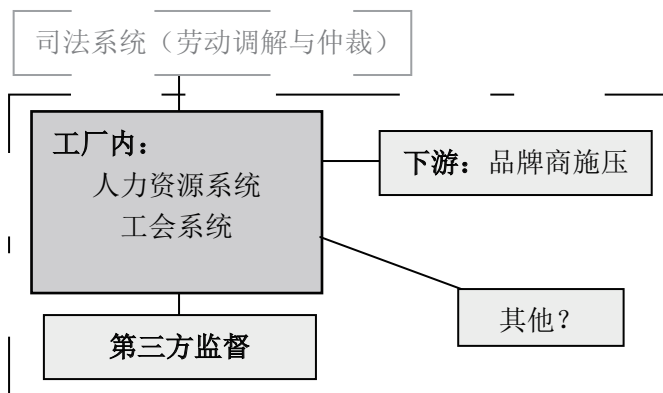 司法系统（劳动调解与仲裁）
工厂内：
人力资源系统
工会系统
下游：品牌商施压
其他？
第三方监督